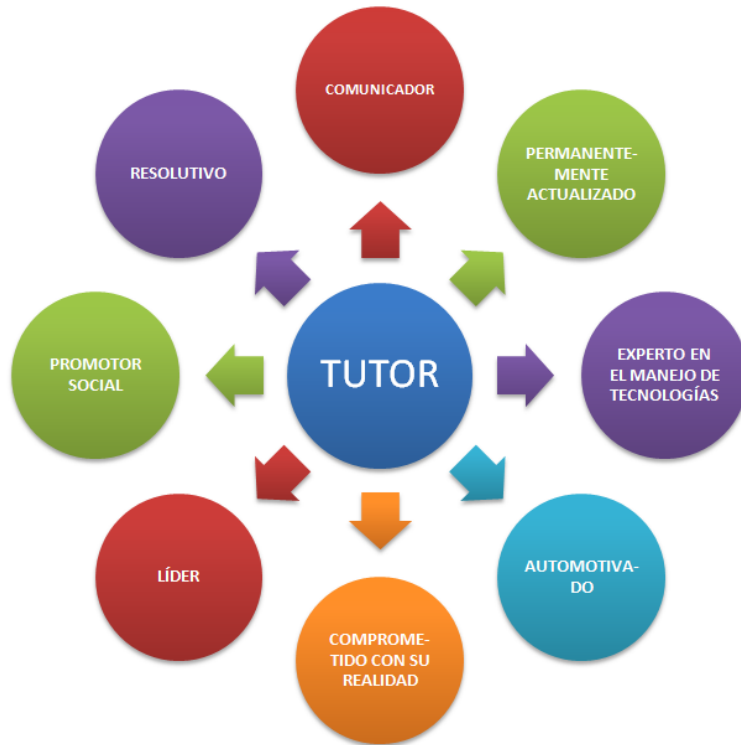 COMUNICADOR
PERMANENTE-
MENTE
ACTUALIZADO
EXPERTO EN
EL MANEJO DE
TECNOLOGÍAS
AUTOMOTIVA-
DO
COMPROME-
TIDO CON SU
REALIDAD
LÍDER
PROMOTOR
SOCIAL
RESOLUTIVO
TUTOR